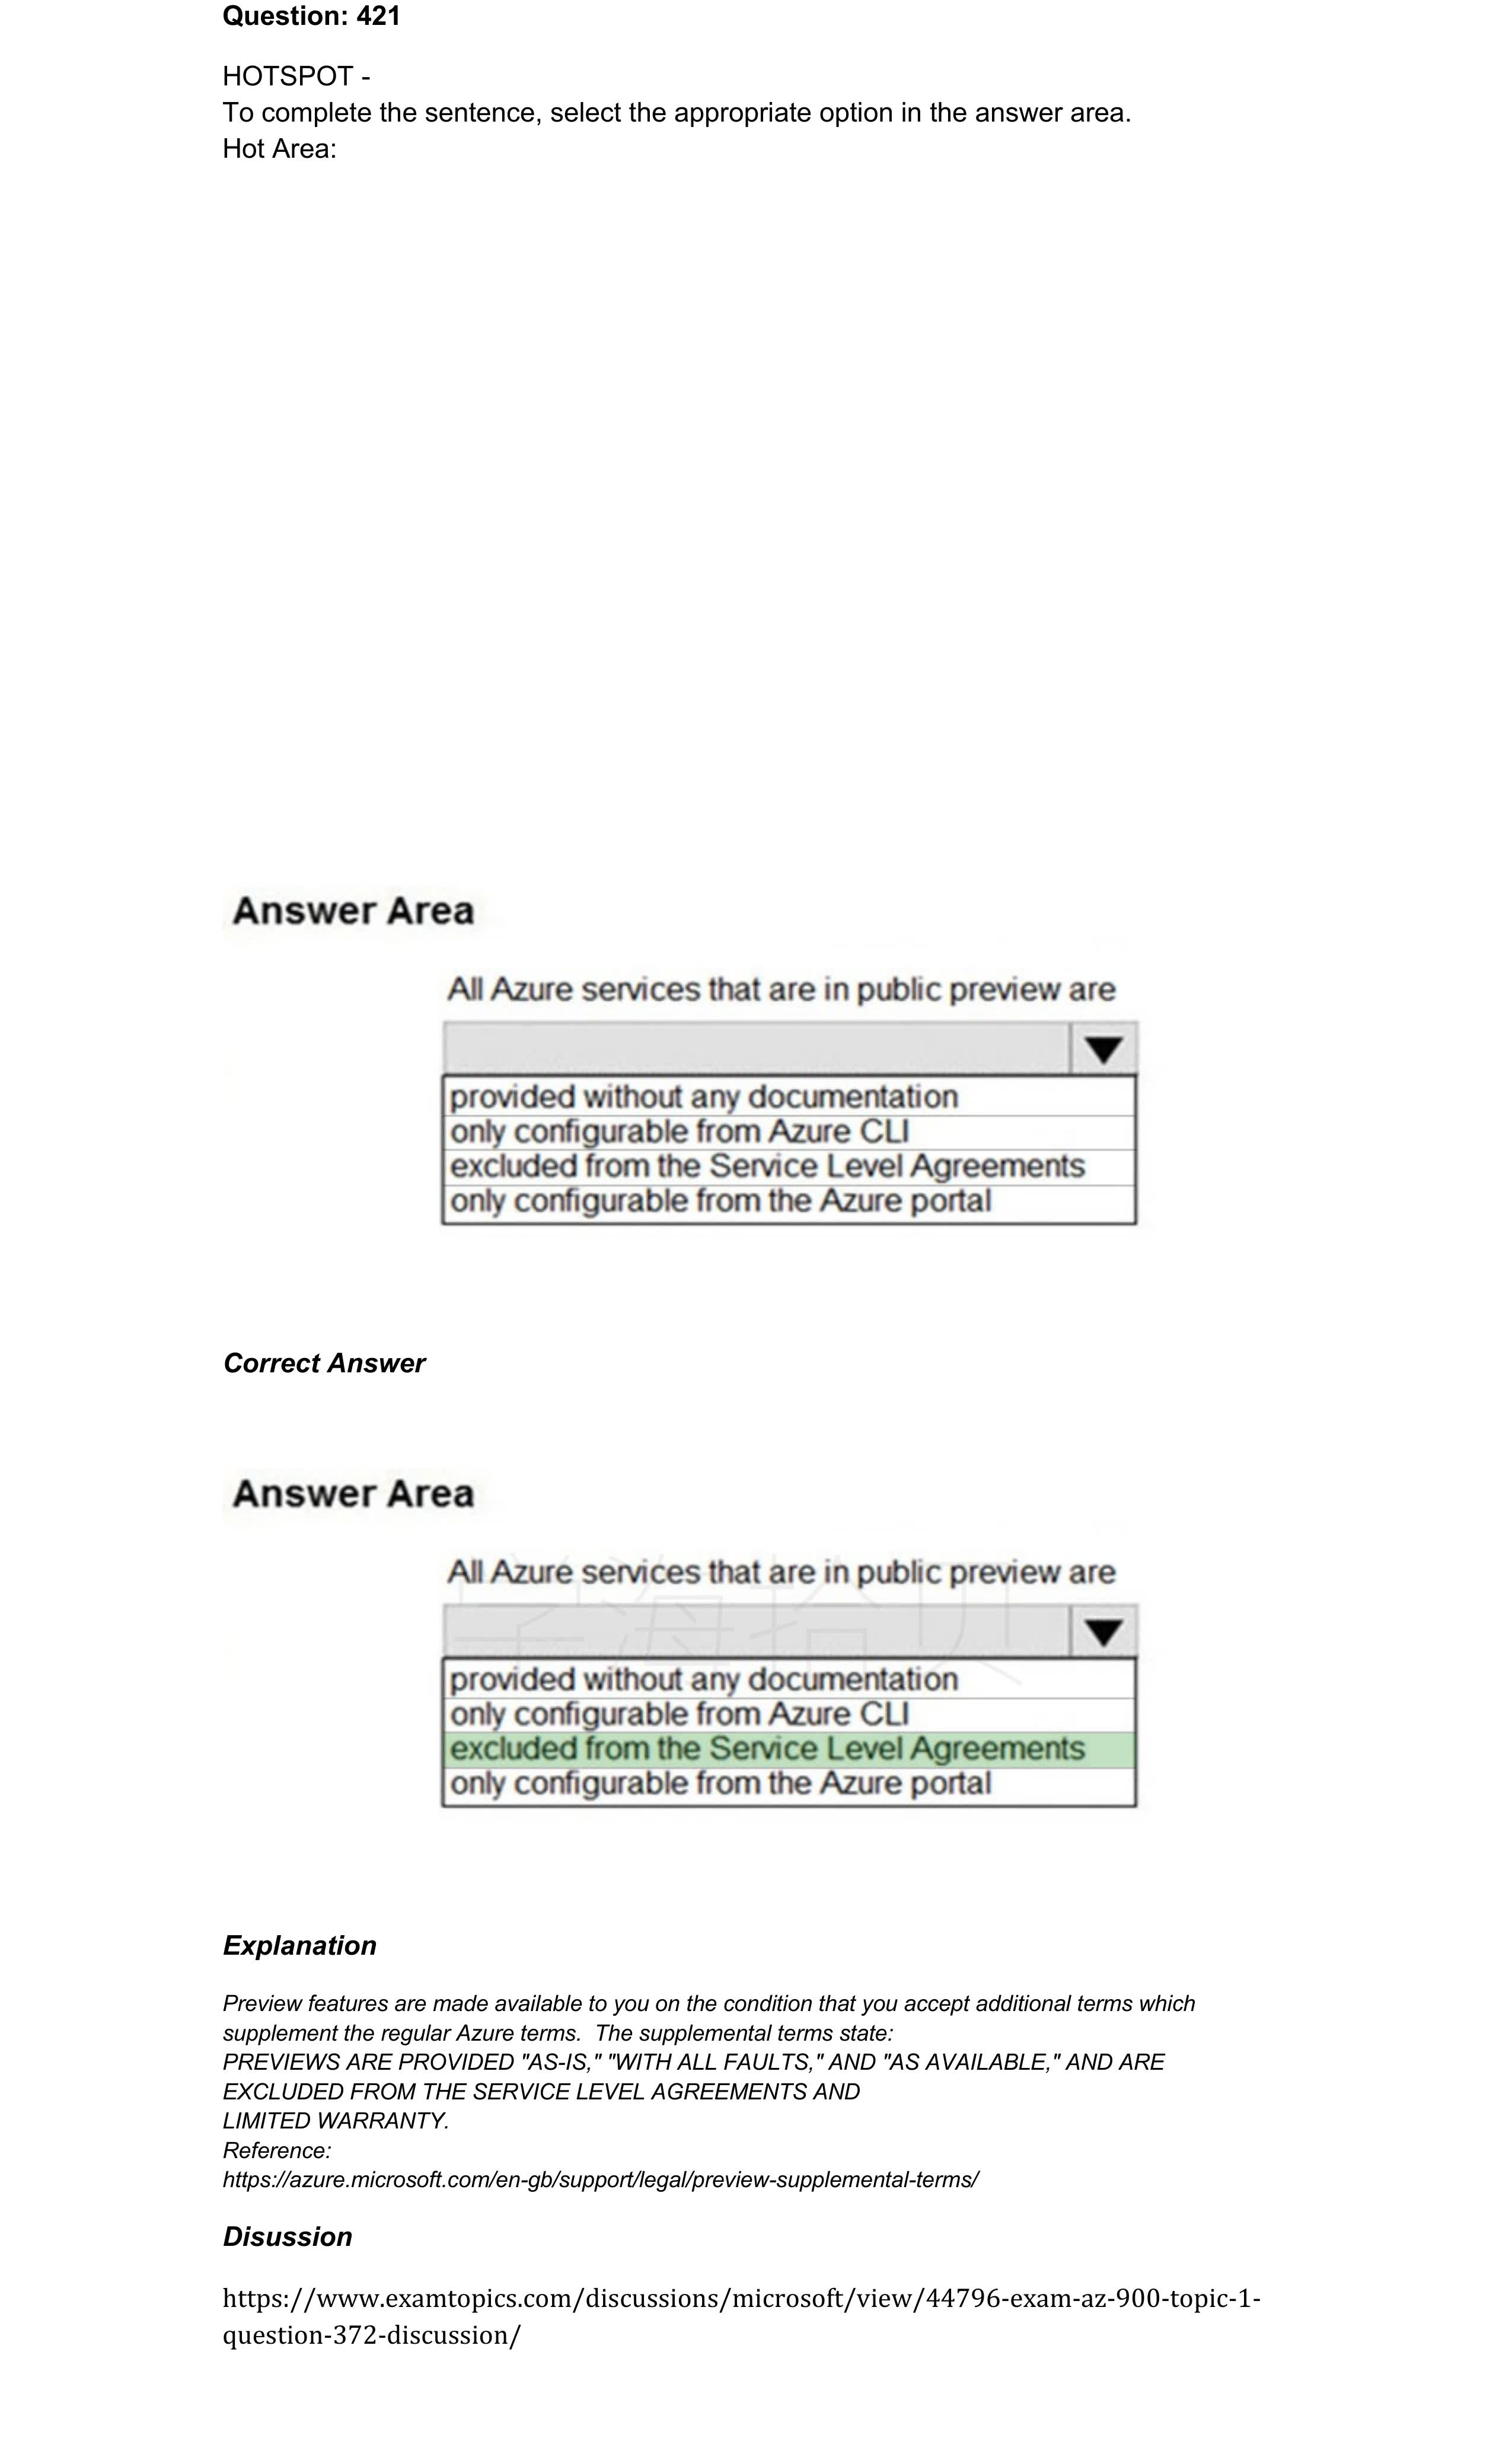 Question: 421
HOTSPOT -
To complete the sentence, select the appropriate option in the answer area.
Hot Area:
Answer Area
All Azure services that are in public preview are
provided without any documentation
only configurable from Azure CLI
excluded from the Service Level Agreements
only configurable from the Azure portal
Correct Answer
Answer Area
All Azure services that are in public preview are
学海拾贝
provided without any documentation
only configurable from Azure CLI
excluded from the Service Level Agreements
only configurable from the Azure portal
Explanation
Preview features are made available to you on the condition that you accept additional terms which
supplement the regular Azure terms.  The supplemental terms state:
PREVIEWS ARE PROVIDED "AS-IS," "WITH ALL FAULTS," AND "AS AVAILABLE," AND ARE
EXCLUDED FROM THE SERVICE LEVEL AGREEMENTS AND
LIMITED WARRANTY.
Reference:
https://azure.microsoft.com/en-gb/support/legal/preview-supplemental-terms/
Disussion
https://www.examtopics.com/discussions/microsoft/view/44796-exam-az-900-topic-1-
question-372-discussion/